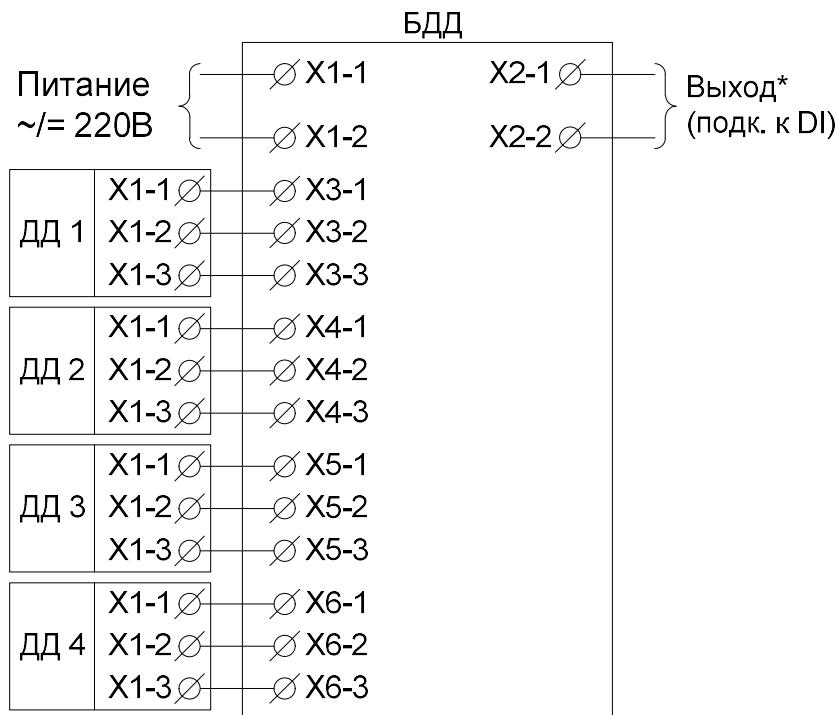 БДД
Питание
~/= 220В
X1-1
X1-2
X2-1
X2-2
Выход*
(подк. к DI)
ДД 1
X1-1
X1-2
X1-3
X3-1
X3-2
X3-3
ДД 2
X1-1
X1-2
X1-3
X4-1
X4-2
X4-3
ДД 3
X1-1
X1-2
X1-3
X5-1
X5-2
X5-3
ДД 4
X1-1
X1-2
X1-3
X6-1
X6-2
X6-3